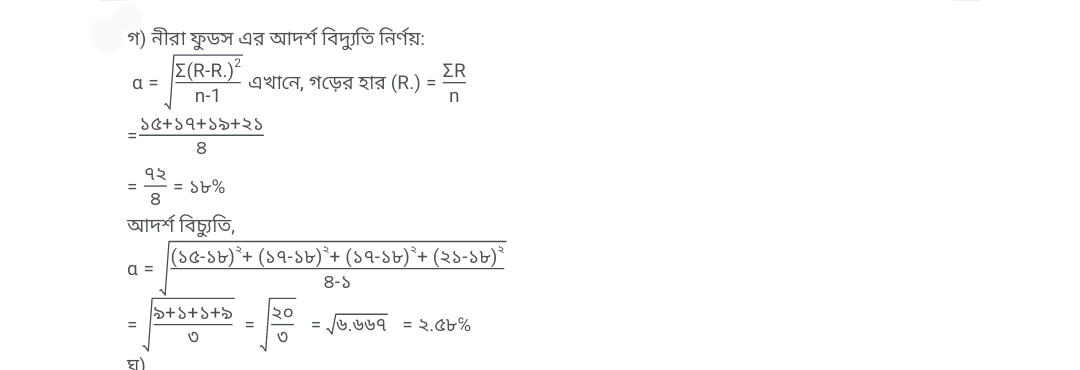 গ) নীরা ফুডস এর আদর্শ বিদ্যুতি নির্ণয়:
α = √(Σ(R-R.)²/n-1) এখানে, গড়ের হার (R.) = ΣR/n
= ১৫+১৭+১৯+২১/৪
= ৭২/৪ = ১৮%
আদর্শ বিচ্যুতি,
α = √((১৫-১৮)²+ (১৭-১৮)²+ (১৭-১৮)²+ (২১-১৮)²/৪-১)
= √(৯+১+১+৯/৩) = √(২০/৩) = √৬.৬৬৭ = ২.৫৮%
ঘ)